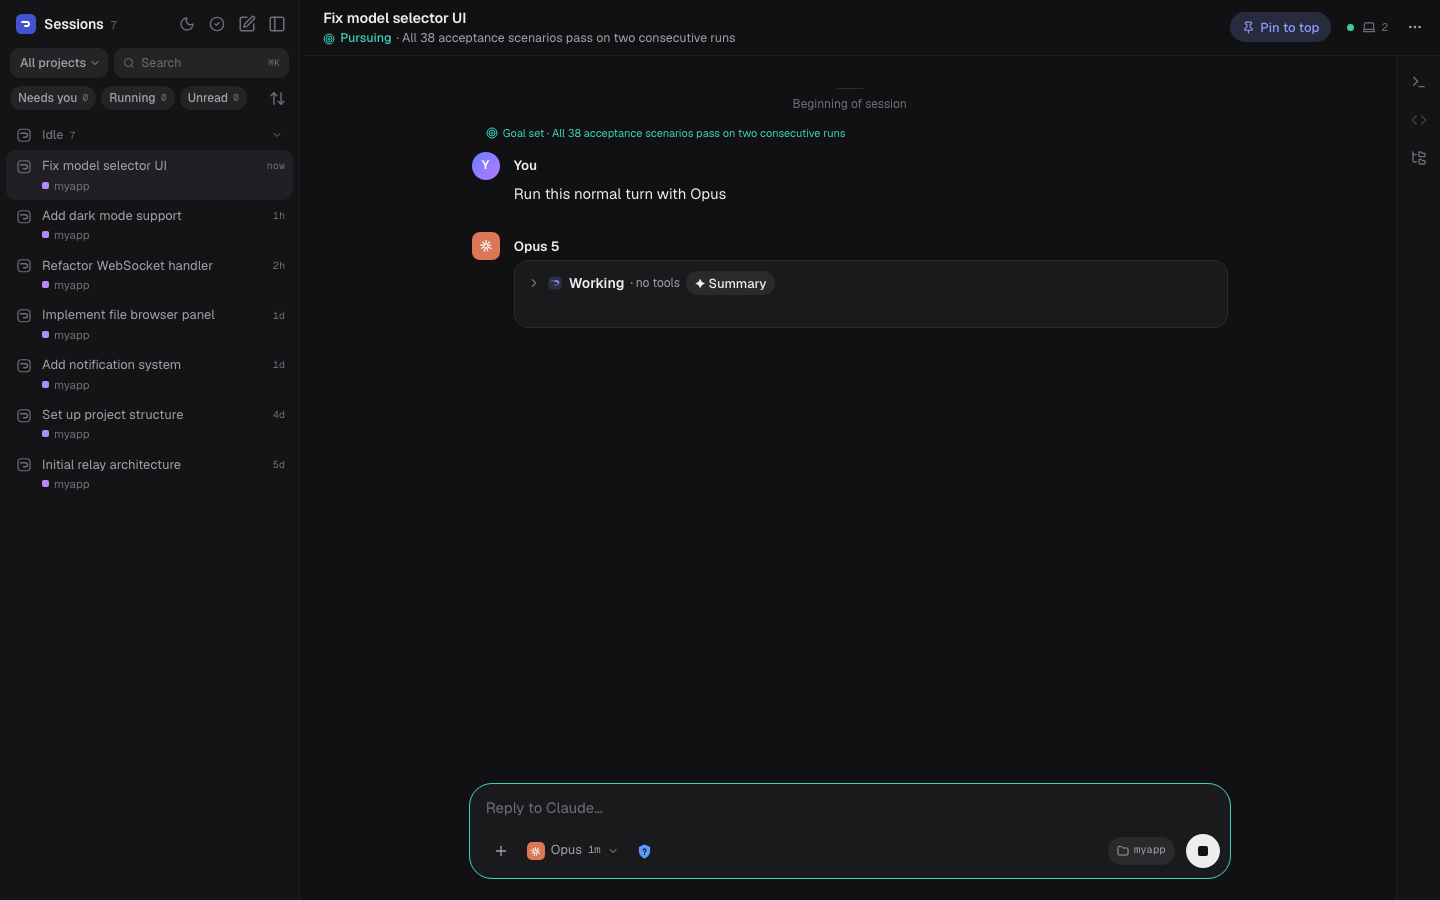 Sessions 7
All projects
Search ⌘K
Needs you 0
Running 0
Unread 0
Idle 7
Fix model selector UI now
myapp
Add dark mode support 1h
myapp
Refactor WebSocket handler 2h
myapp
Implement file browser panel 1d
myapp
Add notification system 1d
myapp
Set up project structure 4d
myapp
Initial relay architecture 5d
myapp
Fix model selector UI
Pursuing · All 38 acceptance scenarios pass on two consecutive runs
Pin to top
2
Beginning of session
Goal set · All 38 acceptance scenarios pass on two consecutive runs
Y
You
Run this normal turn with Opus
Opus 5
Working · no tools Summary
Reply to Claude...
Opus 1m
myapp